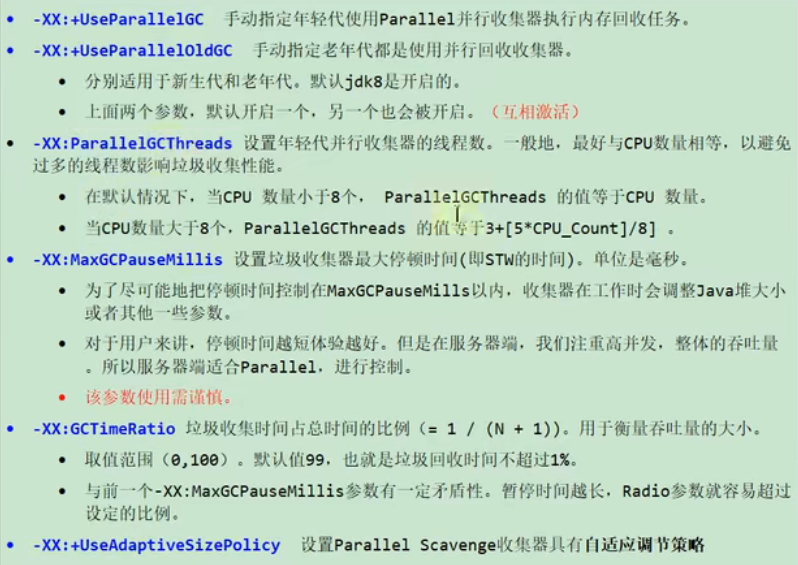 -XX:+UseParallelGC 手动指定年轻代使用Parallel并行收集器执行内存回收任务。
-XX:+UseParallelOldGC 手动指定老年代都是使用并行回收收集器。
分别适用于新生代和老年代。默认jdk8是开启的。
上面两个参数，默认开启一个，另一个也会被开启。（互相激活）
-XX:ParallelGCThreads 设置年轻代并行收集器的线程数。一般地，最好与CPU数量相等，以避免
过多的线程数影响垃圾收集性能。
在默认情况下，当CPU 数量小于8个， ParallelGCThreads 的值等于CPU 数量。
当CPU数量大于8个，ParallelGCThreads 的值等于3+[5*CPU_Count]/8] 。
-XX:MaxGCPauseMillis 设置垃圾收集器最大停顿时间(即STW的时间)。单位是毫秒。
为了尽可能地把停顿时间控制在MaxGCPauseMills以内，收集器在工作时会调整Java堆大小
或者其他一些参数。
对于用户来讲，停顿时间越短体验越好。但是在服务器端，我们注重高并发，整体的吞吐量
。所以服务器端适合Parallel，进行控制。
该参数使用需谨慎。
-XX:GCTimeRatio 垃圾收集时间占总时间的比例（= 1 / (N + 1)）。用于衡量吞吐量的大小。
取值范围（0,100）。默认值99，也就是垃圾回收时间不超过1%。
与前一个-XX:MaxGCPauseMillis参数有一定矛盾性。暂停时间越长，Radio参数就容易超过
设定的比例。
-XX:+UseAdaptiveSizePolicy 设置Parallel Scavenge收集器具有自适应调节策略